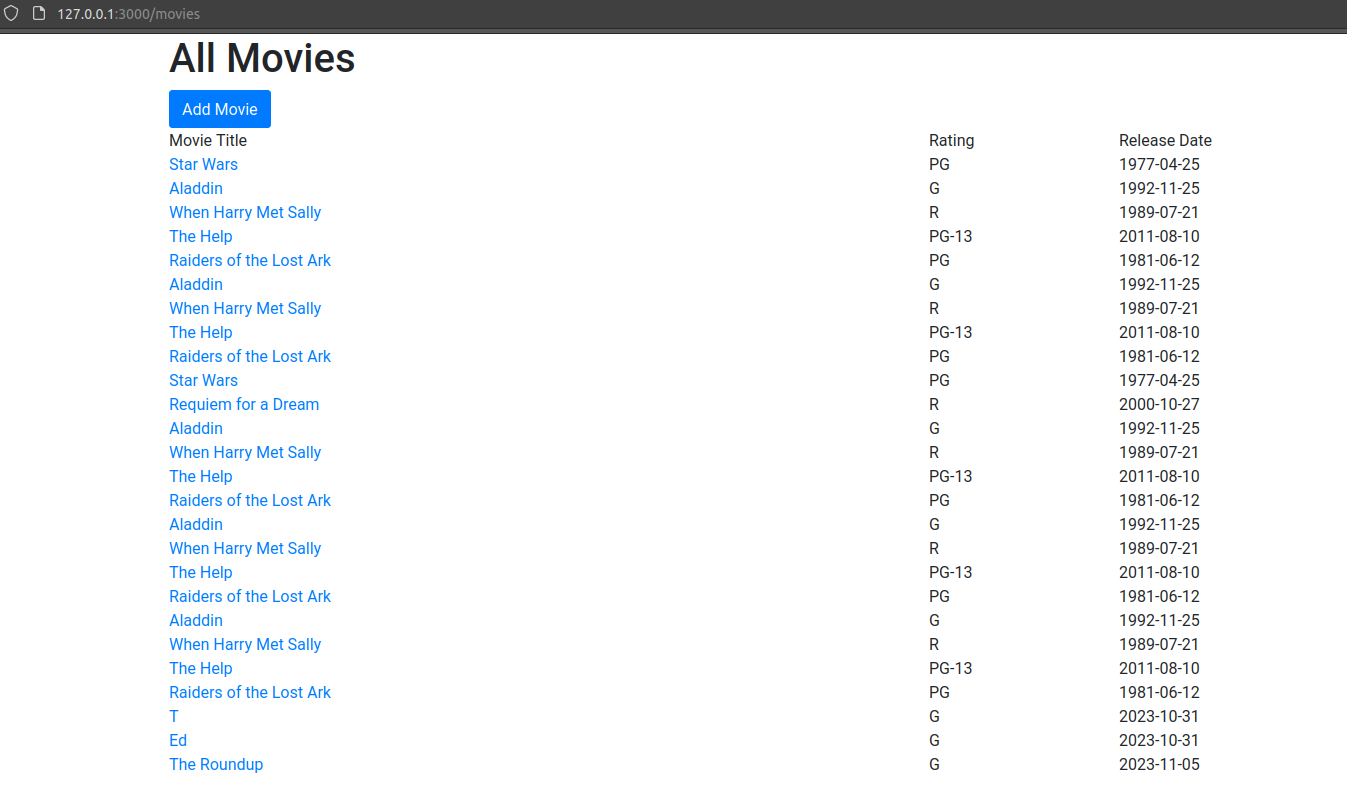 127.0.0.1:3000/movies
All Movies
Add Movie
Movie Title Rating Release Date
Star Wars PG 1977-04-25
Aladdin G 1992-11-25
When Harry Met Sally R 1989-07-21
The Help PG-13 2011-08-10
Raiders of the Lost Ark PG 1981-06-12
Aladdin G 1992-11-25
When Harry Met Sally R 1989-07-21
The Help PG-13 2011-08-10
Raiders of the Lost Ark PG 1981-06-12
Star Wars PG 1977-04-25
Requiem for a Dream R 2000-10-27
Aladdin G 1992-11-25
When Harry Met Sally R 1989-07-21
The Help PG-13 2011-08-10
Raiders of the Lost Ark PG 1981-06-12
Aladdin G 1992-11-25
When Harry Met Sally R 1989-07-21
The Help PG-13 2011-08-10
Raiders of the Lost Ark PG 1981-06-12
Aladdin G 1992-11-25
When Harry Met Sally R 1989-07-21
The Help PG-13 2011-08-10
Raiders of the Lost Ark PG 1981-06-12
T G 2023-10-31
Ed G 2023-10-31
The Roundup G 2023-11-05